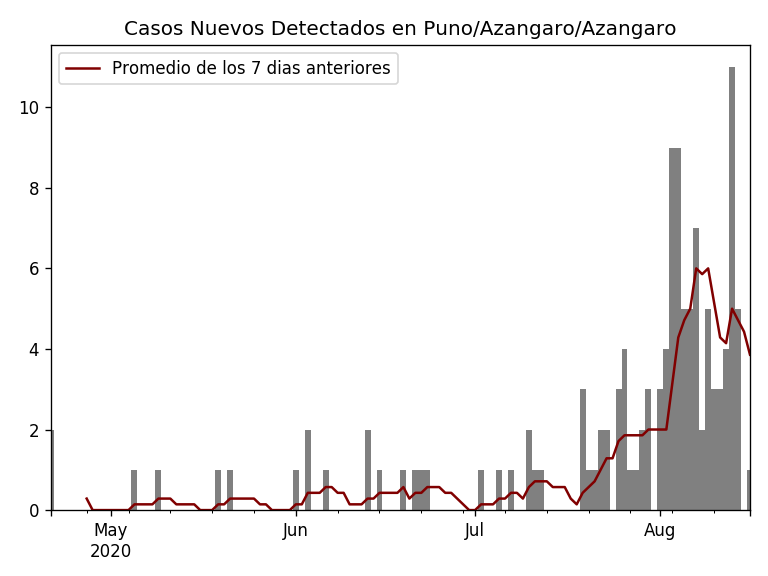 Casos Nuevos Detectados en Puno/Azangaro/Azangaro
Promedio de los 7 dias anteriores
10
8
6
4
2
0
May Jun Jul Aug
2020